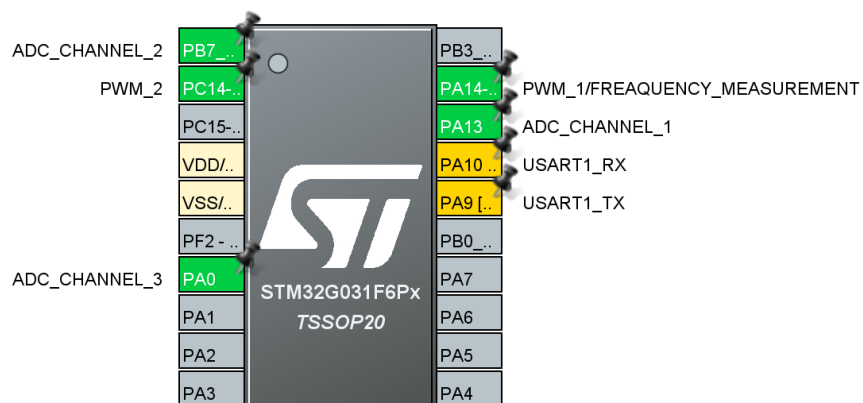 ADC_CHANNEL_2 PB7_.. PB3_..
PWM_2 PC14-.. PA14-.. PWM_1/FREAQUENCY_MEASUREMENT
PC15-.. PA13 ADC_CHANNEL_1
VDD/.. PA10 .. USART1_RX
VSS/.. PA9 [.. USART1_TX
PF2 - .. PB0_..
ADC_CHANNEL_3 PA0 PA7
STM32G031F6Px
PA1 PA6
TSSOP20
PA2 PA5
PA3 PA4